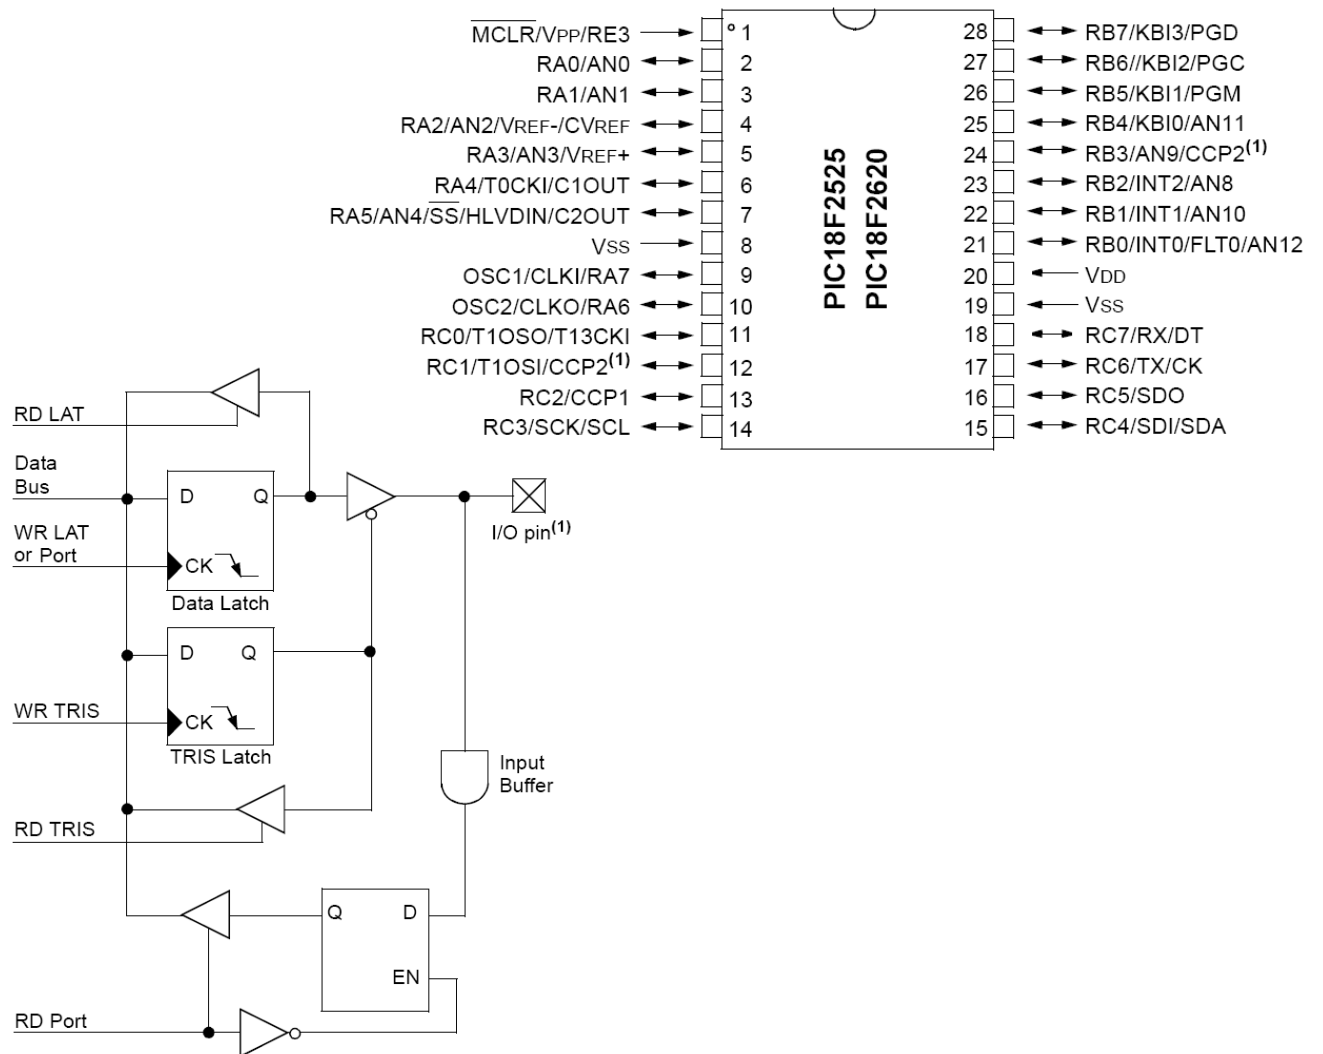 MCLR/VPP/RE3
RA0/AN0
RA1/AN1
RA2/AN2/VREF-/CVREF
RA3/AN3/VREF+
RA4/T0CKI/C1OUT
RA5/AN4/SS/HLVDIN/C2OUT
VSS
OSC1/CLKI/RA7
OSC2/CLKO/RA6
RC0/T1OSO/T13CKI
RC1/T1OSI/CCP2(1)
RC2/CCP1
RC3/SCK/SCL
1
2
3
4
5
6
7
8
9
10
11
12
13
14
PIC18F2525
PIC18F2620
28
27
26
25
24
23
22
21
20
19
18
17
16
15
RB7/KBI3/PGD
RB6//KBI2/PGC
RB5/KBI1/PGM
RB4/KBI0/AN11
RB3/AN9/CCP2(1)
RB2/INT2/AN8
RB1/INT1/AN10
RB0/INT0/FLT0/AN12
VDD
VSS
RC7/RX/DT
RC6/TX/CK
RC5/SDO
RC4/SDI/SDA
RD LAT
Data
Bus
D Q
WR LAT
or Port
CK
Data Latch
I/O pin(1)
D Q
WR TRIS
CK
TRIS Latch
Input
Buffer
RD TRIS
Q D
EN
RD Port